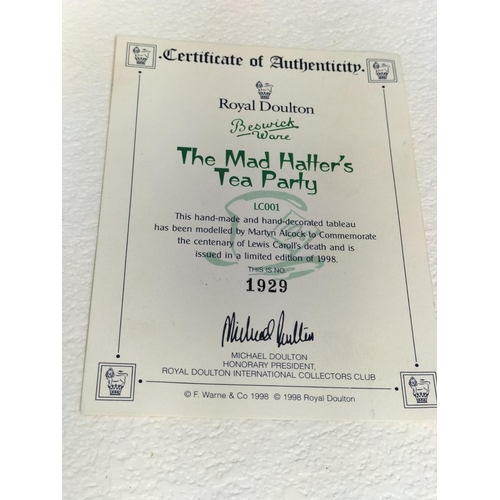 Certificate of Authenticity
Royal Doulton
Beswick
Ware
The Mad Hatter's
Tea Party
LC001
This hand-made and hand-decorated tableau
has been modelled by Martyn Alcock to Commemorate
the centenary of Lewis Caroll's death and is
issued in a limited edition of 1998.
THIS IS NO.
1929
Michael Doulton
MICHAEL DOULTON
HONORARY PRESIDENT,
ROYAL DOULTON INTERNATIONAL COLLECTORS CLUB
© F. Warne & Co 1998 © 1998 Royal Doulton